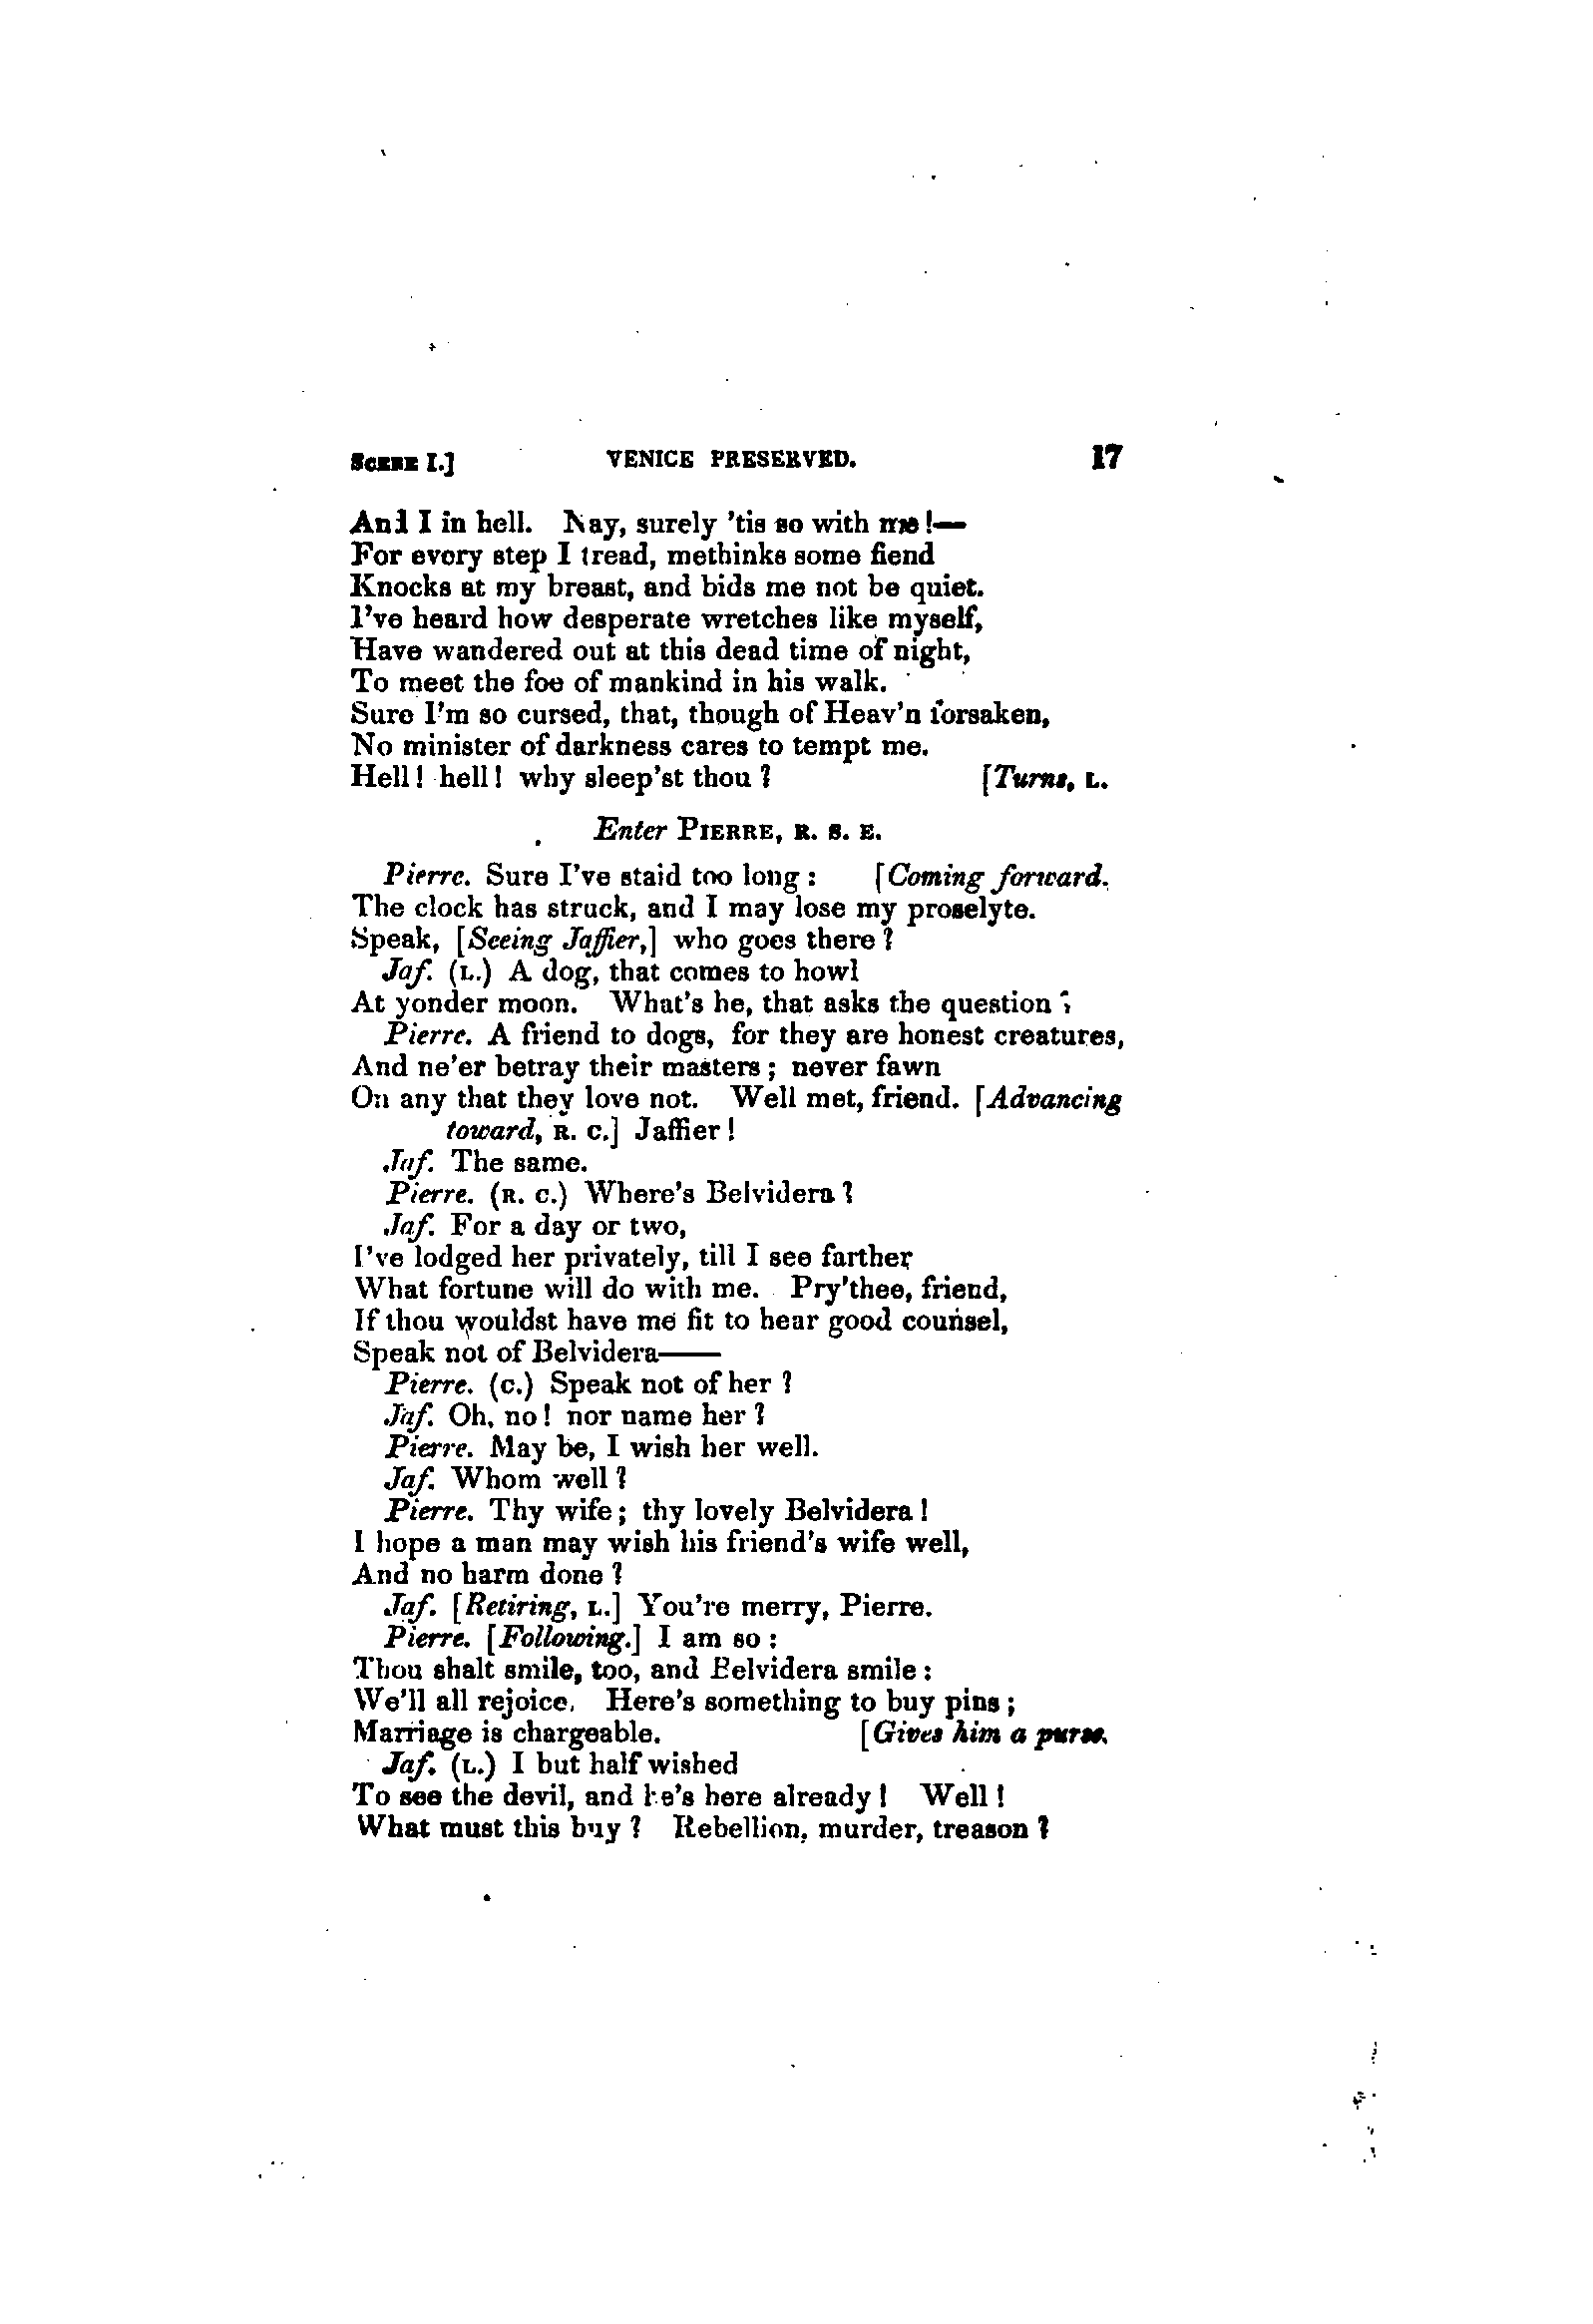 SCENE I.] VENICE PRESERVED. 17
And I in hell. Nay, surely 'tis so with me!—
For every step I tread, methinks some fiend
Knocks at my breast, and bids me not be quiet.
I've heard how desperate wretches like myself,
Have wandered out at this dead time of night,
To meet the foe of mankind in his walk.
Sure I'm so cursed, that, though of Heav'n forsaken,
No minister of darkness cares to tempt me.
Hell! hell! why sleep'st thou? [Turns, L.
Enter PIERRE, R. S. E.
Pierre. Sure I've staid too long: [Coming forward.
The clock has struck, and I may lose my proselyte.
Speak, [Seeing Jaffier,] who goes there?
Jaf. (L.) A dog, that comes to howl
At yonder moon. What's he, that asks the question?
Pierre. A friend to dogs, for they are honest creatures,
And ne'er betray their masters; never fawn
On any that they love not. Well met, friend. [Advancing
toward, R. C.] Jaffier!
Jaf. The same.
Pierre. (R. C.) Where's Belvidera?
Jaf. For a day or two,
I've lodged her privately, till I see farther
What fortune will do with me. Pry'thee, friend,
If thou wouldst have me fit to hear good counsel,
Speak not of Belvidera——
Pierre. (C.) Speak not of her?
Jaf. Oh, no! nor name her?
Pierre. May be, I wish her well.
Jaf. Whom well?
Pierre. Thy wife; thy lovely Belvidera!
I hope a man may wish his friend's wife well,
And no harm done?
Jaf. [Retiring, L.] You're merry, Pierre.
Pierre. [Following.] I am so:
Thou shalt smile, too, and Belvidera smile:
We'll all rejoice. Here's something to buy pins;
Marriage is chargeable. [Gives him a purse.
Jaf. (L.) I but half wished
To see the devil, and he's here already! Well!
What must this buy? Rebellion, murder, treason?